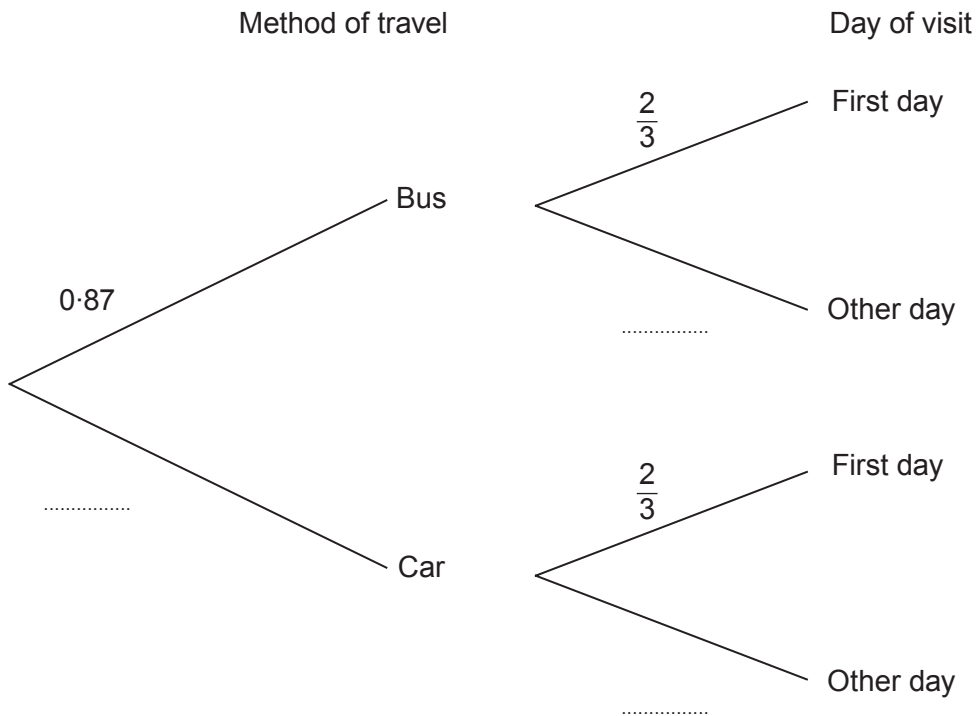 Method of travel
Day of visit
First day
2
3
Bus
0·87
Other day
................
First day
2
3
................
Car
Other day
................